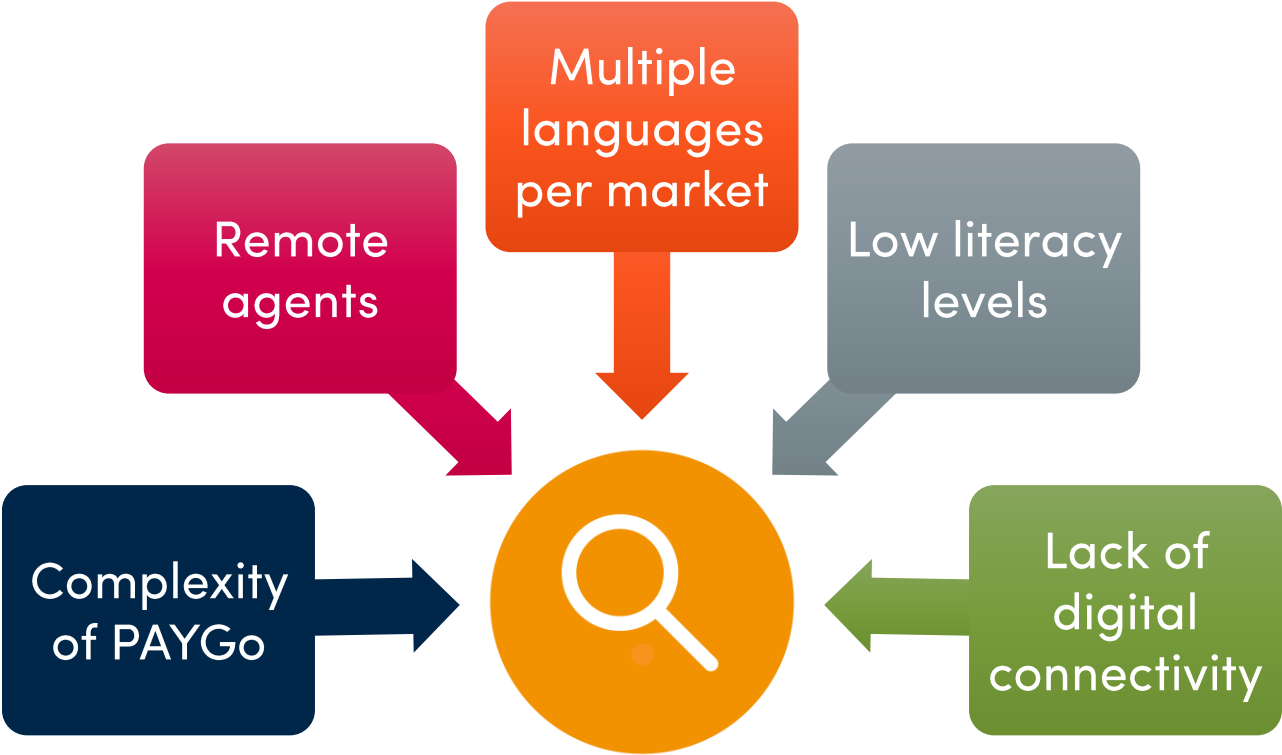 Multiple
languages
per market
Remote
agents
Low literacy
levels
Complexity
of PAYGo
Lack of
digital
connectivity